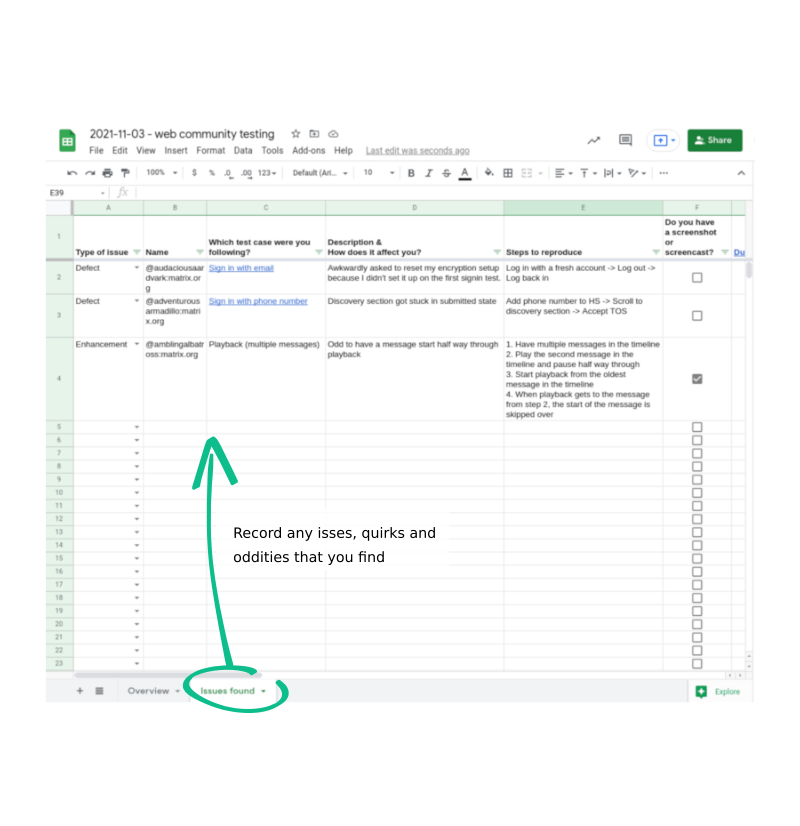 2021-11-03 - web community testing
File Edit View Insert Format Data Tools Add-ons Help Last edit was seconds ago
Share
100% $ % .0 .00 123 Default (Ari... 10 B I S A
E39 fx
A B C D E F
1
Type of issue
Name
Which test case were you
following?
Description &
How does it affect you?
Steps to reproduce
Do you have
a screenshot
or
screencast?
Du
2
Defect
@audaciousaar
dvark:matrix.or
g
Sign in with email
Awkwardly asked to reset my encryption setup
because I didn't set it up on the first signin test.
Log in with a fresh account -> Log out ->
Log back in
3
Defect
@adventurous
armadillo:matri
x.org
Sign in with phone number
Discovery section got stuck in submitted state
Add phone number to HS -> Scroll to
discovery section -> Accept TOS
4
Enhancement
@amblingalbatr
oss:matrix.org
Playback (multiple messages)
Odd to have a message start half way through
playback
1. Have multiple messages in the timeline
2. Play the second message in the
timeline and pause half way through
3. Start playback from the oldest
message in the timeline
4. When playback gets to the message
from step 2, the start of the message is
skipped over
5
6
7
8
9
10
11
12
13
14
15
16
17
18
19
20
21
22
23
Record any isses, quirks and
oddities that you find
Overview Issues found Explore